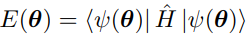 E(θ) = ⟨ψ(θ)| Ĥ |ψ(θ)⟩